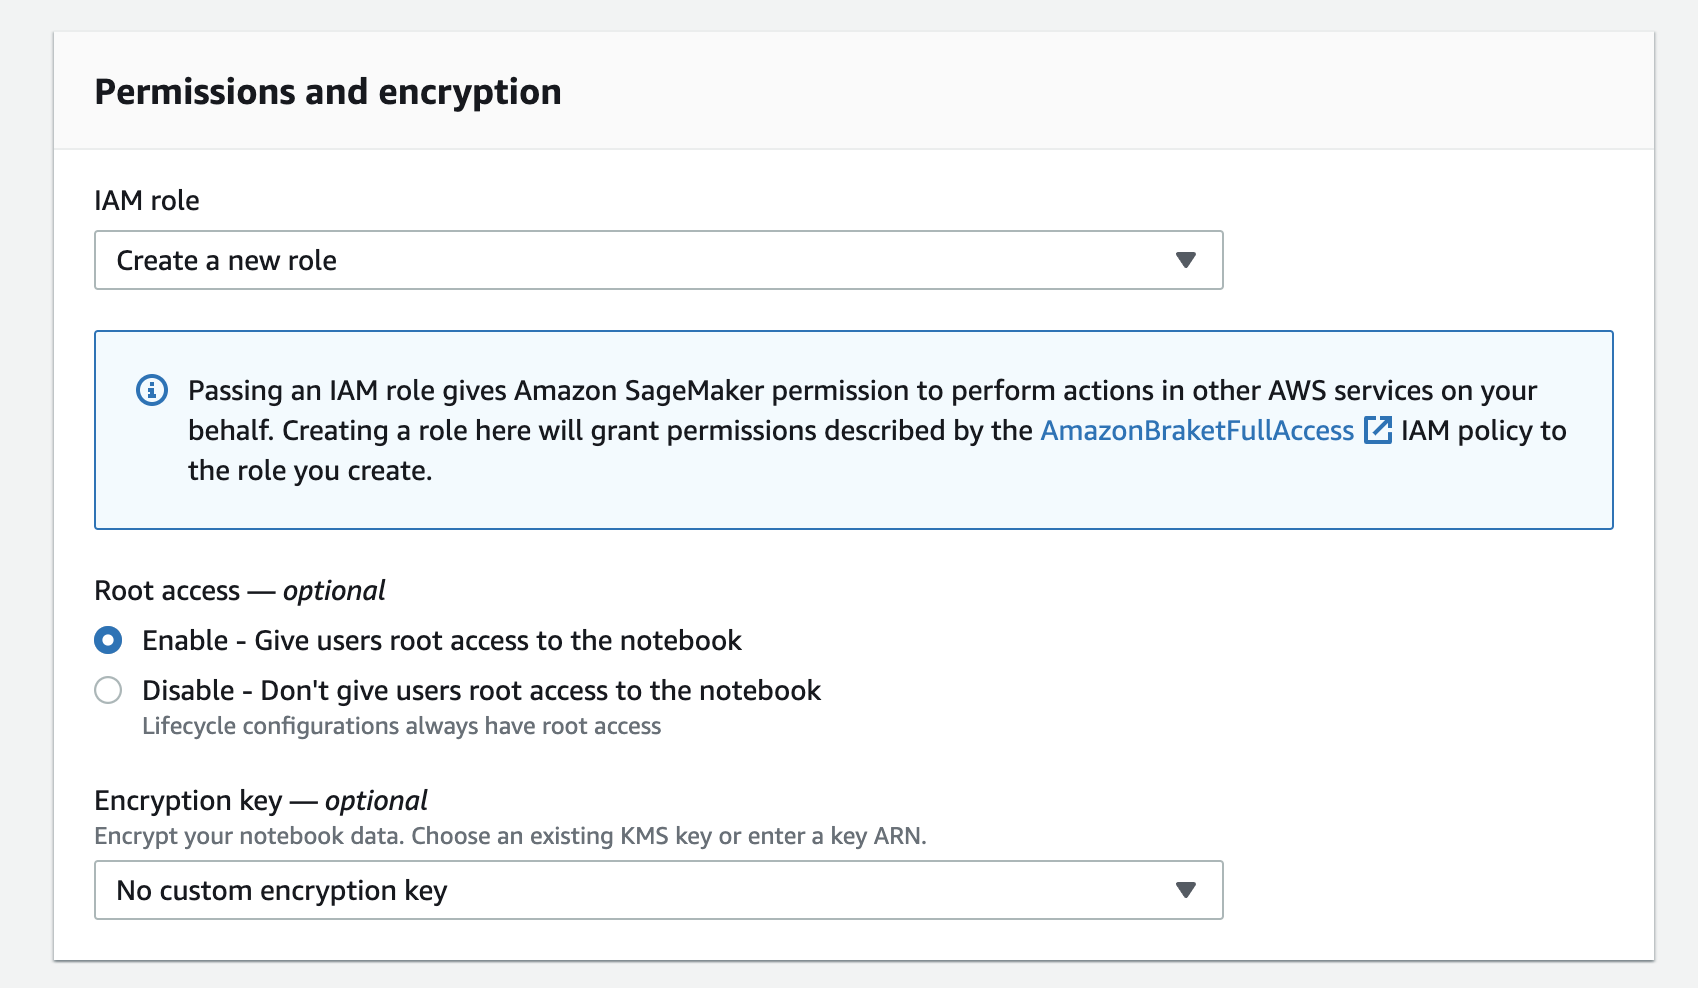 Permissions and encryption
IAM role
Create a new role
Passing an IAM role gives Amazon SageMaker permission to perform actions in other AWS services on your
behalf. Creating a role here will grant permissions described by the AmazonBraketFullAccess IAM policy to
the role you create.
Root access — optional
Enable - Give users root access to the notebook
Disable - Don't give users root access to the notebook
Lifecycle configurations always have root access
Encryption key — optional
Encrypt your notebook data. Choose an existing KMS key or enter a key ARN.
No custom encryption key